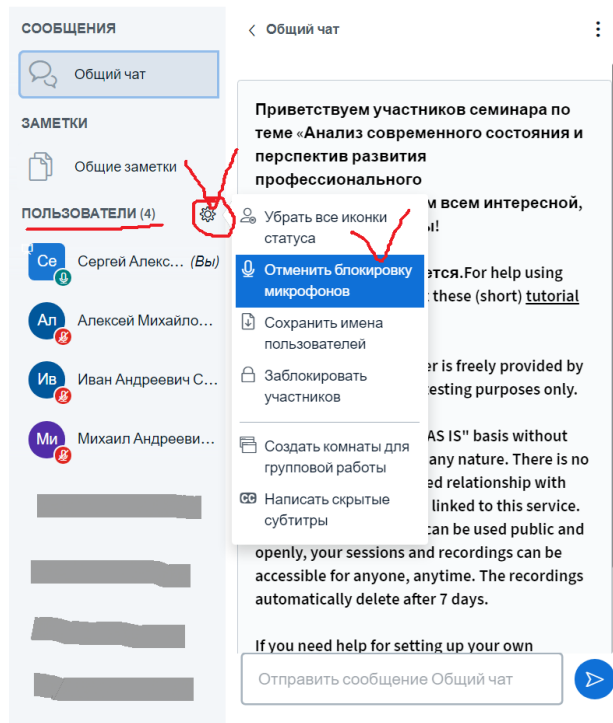 СООБЩЕНИЯ
Общий чат
ЗАМЕТКИ
Общие заметки
ПОЛЬЗОВАТЕЛИ (4)
Се
Сергей Алекс... (Вы)
Ал
Алексей Михайло...
Ив
Иван Андреевич С...
Ми
Михаил Андрееви...
Убрать все иконки
статуса
Отменить блокировку
микрофонов
Сохранить имена
пользователей
Заблокировать
участников
Создать комнаты для
групповой работы
CC Написать скрытые
субтитры
Общий чат
Приветствуем участников семинара по
теме «Анализ современного состояния и
перспектив развития
профессионального
м всем интересной,
ы!
ется.For help using
these (short) tutorial
er is freely provided by
testing purposes only.
AS IS" basis without
any nature. There is no
ed relationship with
linked to this service.
can be used public and
openly, your sessions and recordings can be
accessible for anyone, anytime. The recordings
automatically delete after 7 days.
If you need help for setting up your own
Отправить сообщение Общий чат